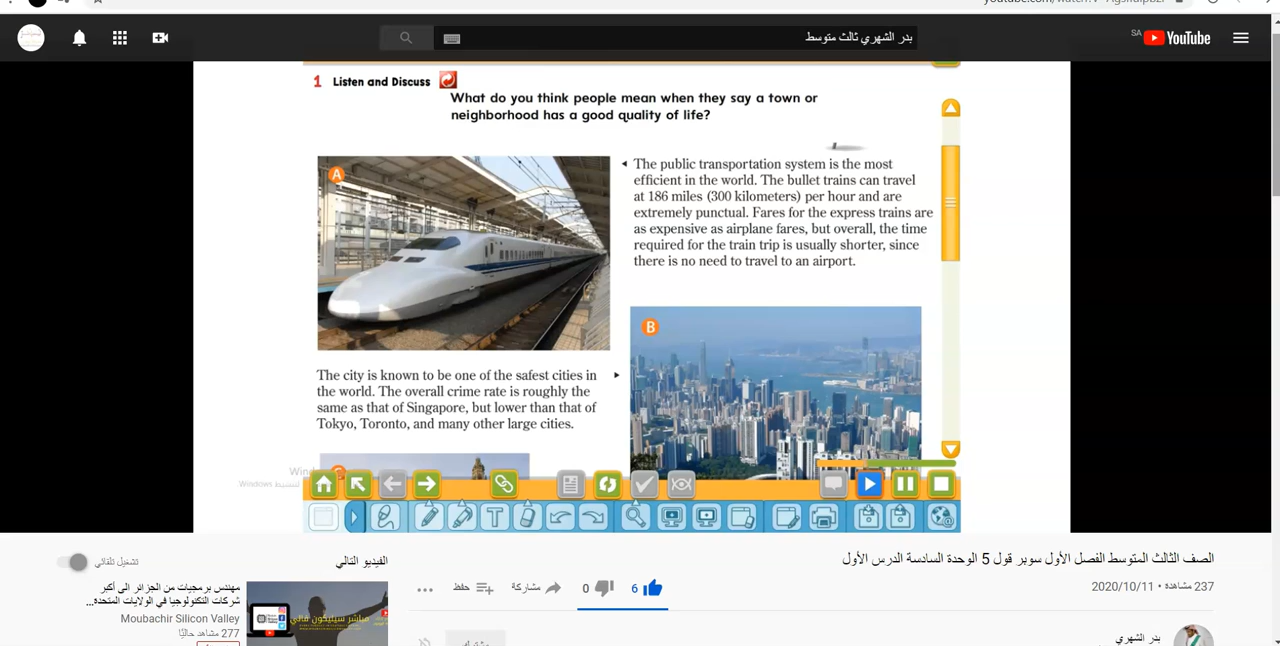 SA YouTube
بدر الشهري ثالث متوسط
1 Listen and Discuss
What do you think people mean when they say a town or
neighborhood has a good quality of life?
A
The public transportation system is the most
efficient in the world. The bullet trains can travel
at 186 miles (300 kilometers) per hour and are
extremely punctual. Fares for the express trains are
as expensive as airplane fares, but overall, the time
required for the train trip is usually shorter, since
there is no need to travel to an airport.
B
The city is known to be one of the safest cities in
the world. The overall crime rate is roughly the
same as that of Singapore, but lower than that of
Tokyo, Toronto, and many other large cities.
الصف الثالث المتوسط الفصل الأول سوبر قول 5 الوحدة السادسة الدرس الأول
237 مشاهدة • 2020/10/11
6
0
مشاركة
حفظ
بدر الشهري
الفيديو التالي
تشغيل تلقائي
مهندس برمجيات من الجزائر الى أكبر
شركات التكنولوجيا في الولايات المتحدة...
Moubachir Silicon Valley
277 مشاهد حاليًا